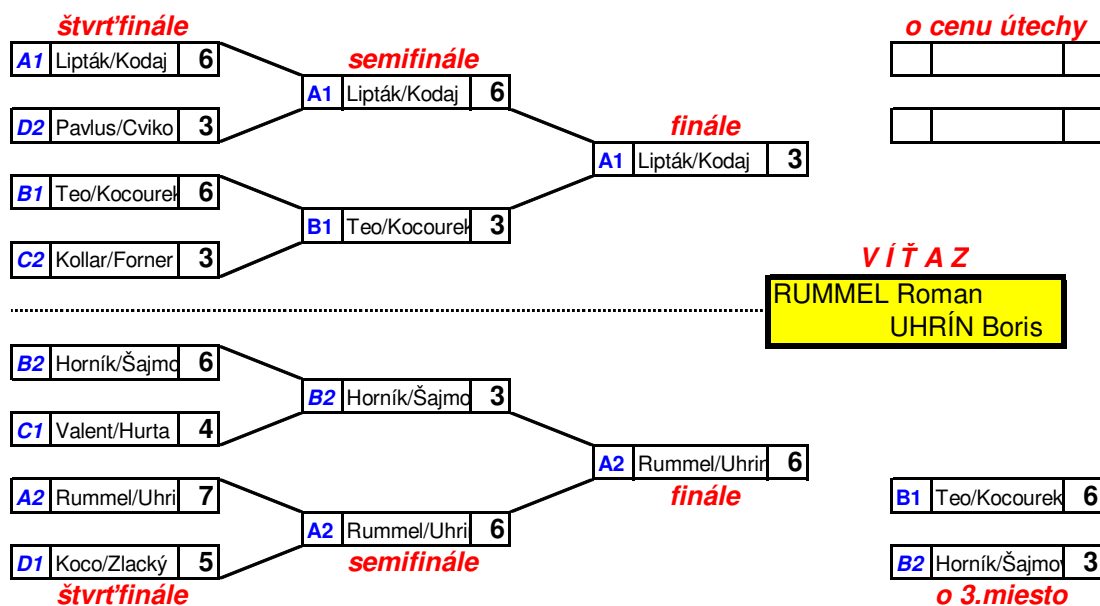 štvrťfinále
A1 Lipták/Kodaj 6
D2 Pavlus/Cviko 3
B1 Teo/Kocourek 6
C2 Kollar/Forner 3
semifinále
A1 Lipták/Kodaj 6
B1 Teo/Kocourek 3
finále
A1 Lipták/Kodaj 3
o cenu útechy
VÍŤAZ
RUMMEL Roman
UHRÍN Boris
B2 Horník/Šajmo 6
C1 Valent/Hurta 4
A2 Rummel/Uhri 7
D1 Koco/Zlacký 5
štvrťfinále
B2 Horník/Šajmo 3
A2 Rummel/Uhri 6
semifinále
A2 Rummel/Uhrin 6
finále
B1 Teo/Kocourek 6
B2 Horník/Šajmov 3
o 3.miesto